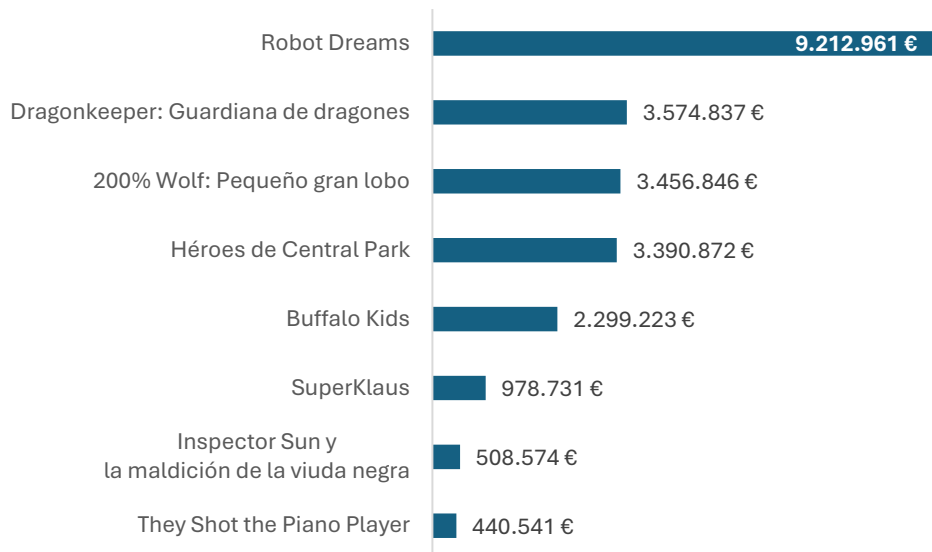 Robot Dreams 9.212.961 €
Dragonkeeper: Guardiana de dragones 3.574.837 €
200% Wolf: Pequeño gran lobo 3.456.846 €
Héroes de Central Park 3.390.872 €
Buffalo Kids 2.299.223 €
SuperKlaus 978.731 €
Inspector Sun y
la maldición de la viuda negra 508.574 €
They Shot the Piano Player 440.541 €